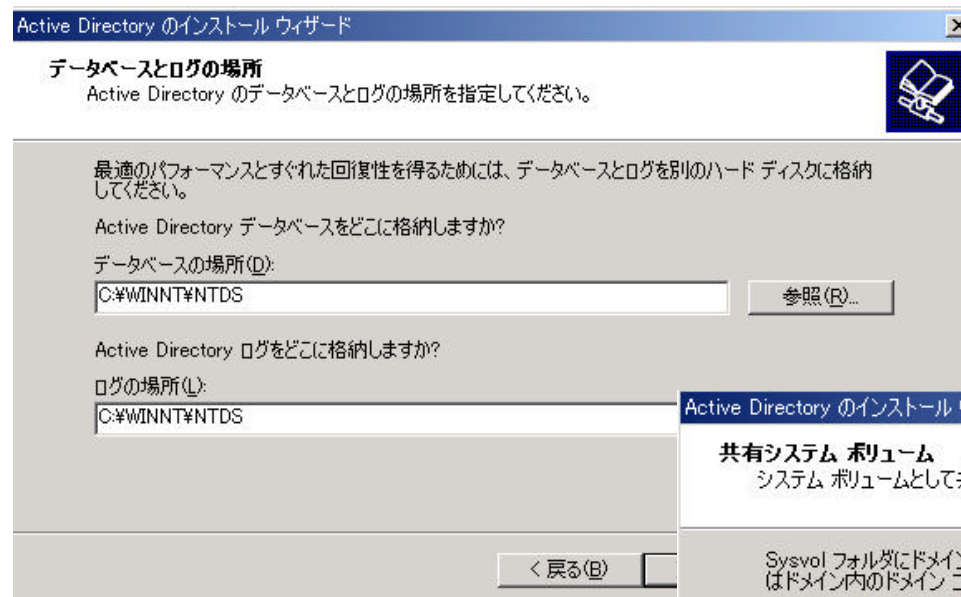 Active Directory のインストール ウィザード
データベースとログの場所
Active Directory のデータベースとログの場所を指定してください。
最適のパフォーマンスとすぐれた回復性を得るためには、データベースとログを別のハード ディスクに格納
してください。
Active Directory データベースをどこに格納しますか?
データベースの場所(D):
C:¥WINNT¥NTDS
参照(R)...
Active Directory ログをどこに格納しますか?
ログの場所(L):
C:¥WINNT¥NTDS
Active Directory のインストール
共有システム ボリューム
システム ボリュームとして
< 戻る(B)
Sysvol フォルダにドメイン
はドメイン内のドメイン コ